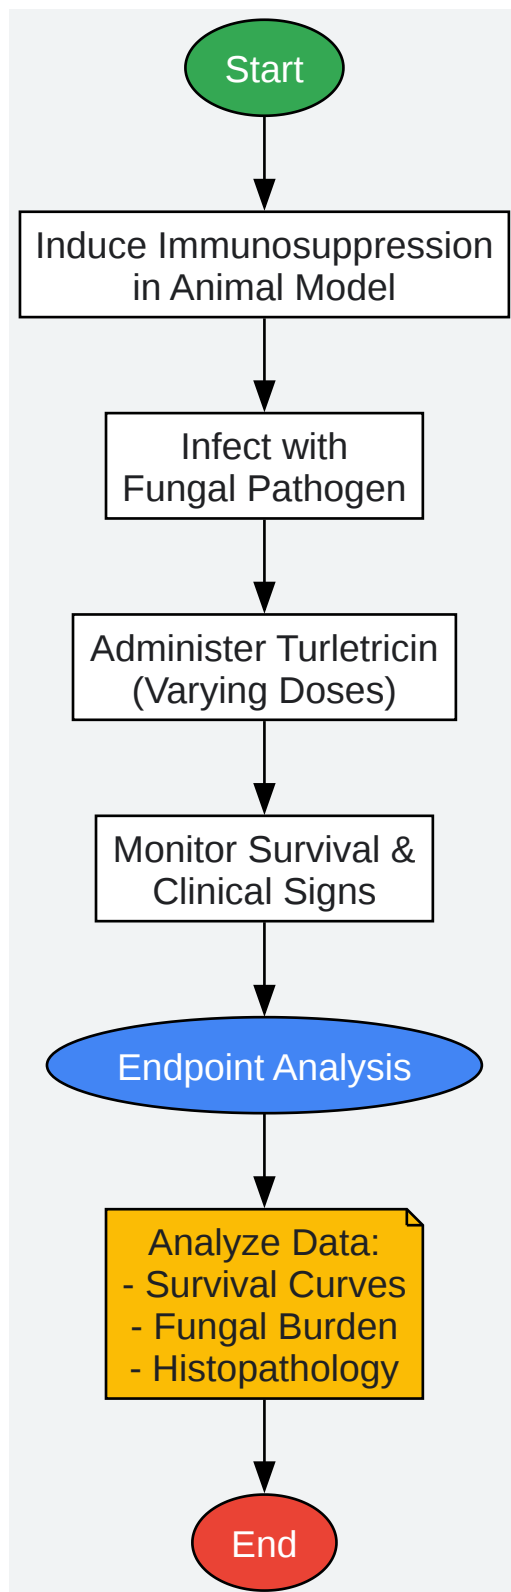 Start
Induce Immunosuppression
in Animal Model
Infect with
Fungal Pathogen
Administer Turletricin
(Varying Doses)
Monitor Survival &
Clinical Signs
Endpoint Analysis
Analyze Data:
- Survival Curves
- Fungal Burden
- Histopathology
End